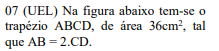 07 (UEL) Na figura abaixo tem-se o
trapézio ABCD, de área 36cm², tal
que AB = 2.CD.